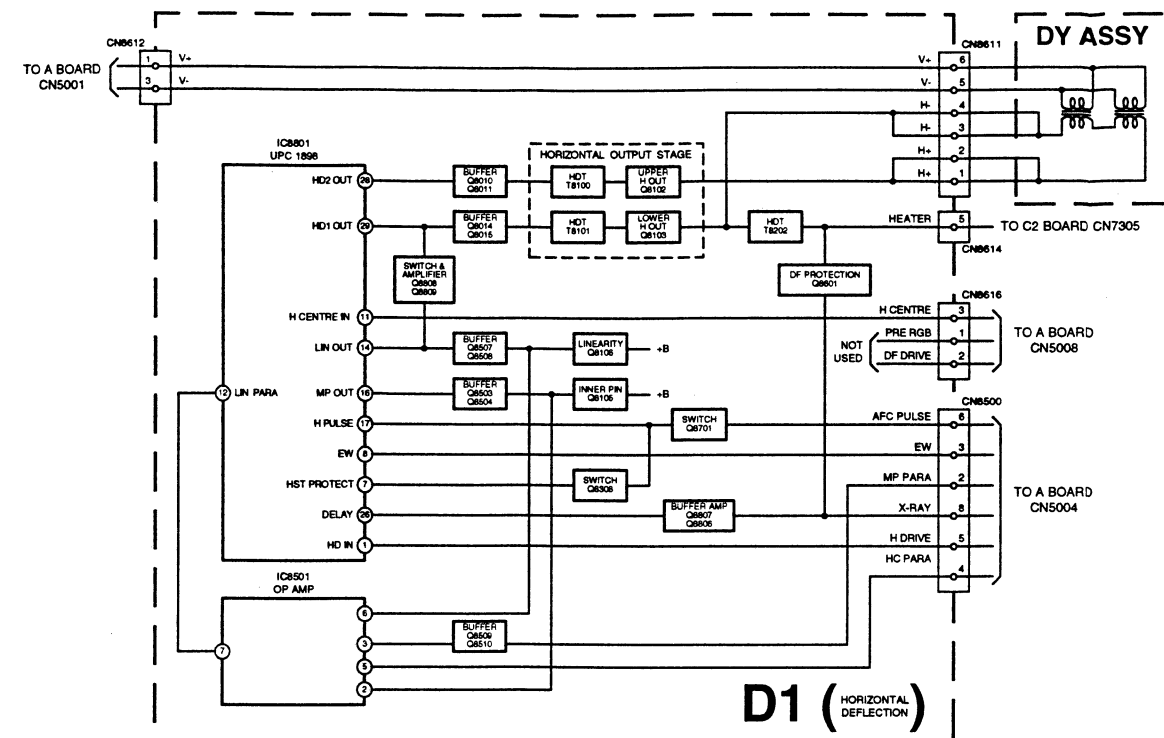 CN8612
1 V+
3 V-
TO A BOARD
CN5001
CN8611
V+ 6
V- 5
H- 4
H- 3
H+ 2
H+ 1
DY ASSY
IC8801
UPC 1898
HD2 OUT 28
BUFFER
Q8010
Q8011
HORIZONTAL OUTPUT STAGE
HDT
T8100
UPPER
H OUT
Q8102
HD1 OUT 29
BUFFER
Q8014
Q8015
HDT
T8101
LOWER
H OUT
Q8103
HDT
T8202
HEATER 5
CN8614
TO C2 BOARD CN7305
SWITCH &
AMPLIFIER
Q8808
Q8809
DF PROTECTION
Q8601
CN8616
H CENTRE IN 11
H CENTRE 3
PRE RGB 1
DF DRIVE 2
NOT
USED
TO A BOARD
CN5008
LIN OUT 14
BUFFER
Q8507
Q8508
LINEARITY
Q8106
+B
12 LIN PARA
MP OUT 16
BUFFER
Q8503
Q8504
INNER PIN
Q8105
+B
CN8500
H PULSE 17
SWITCH
Q8701
AFC PULSE 6
EW 8
EW 3
HST PROTECT 7
SWITCH
Q8308
MP PARA 2
DELAY 26
BUFFER AMP
Q8807
Q8806
X-RAY 8
HD IN 1
H DRIVE 5
HC PARA 4
TO A BOARD
CN5004
IC8501
OP AMP
6
3
5
2
7
BUFFER
Q8509
Q8510
D1 (HORIZONTAL
DEFLECTION)